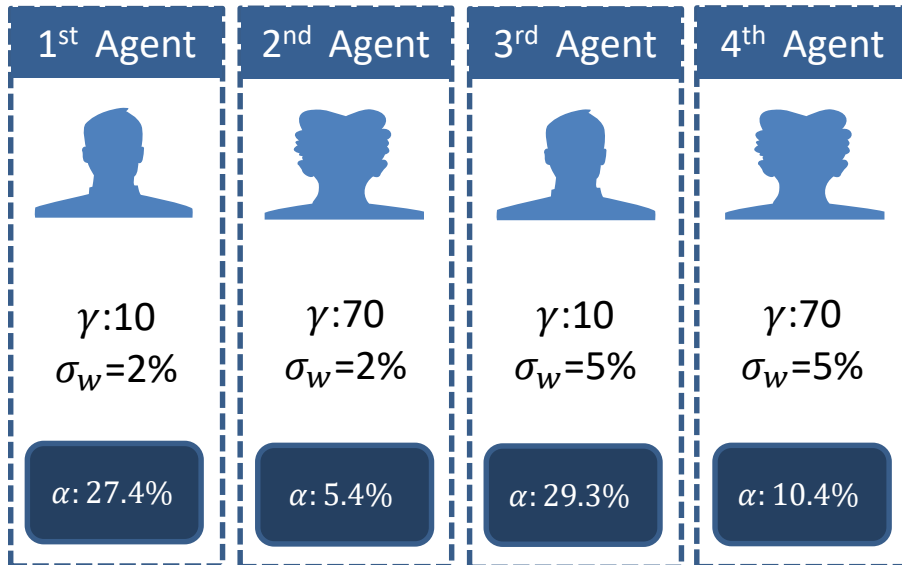 1st Agent
γ:10
σw=2%
α: 27.4%
2nd Agent
γ:70
σw=2%
α: 5.4%
3rd Agent
γ:10
σw=5%
α: 29.3%
4th Agent
γ:70
σw=5%
α: 10.4%